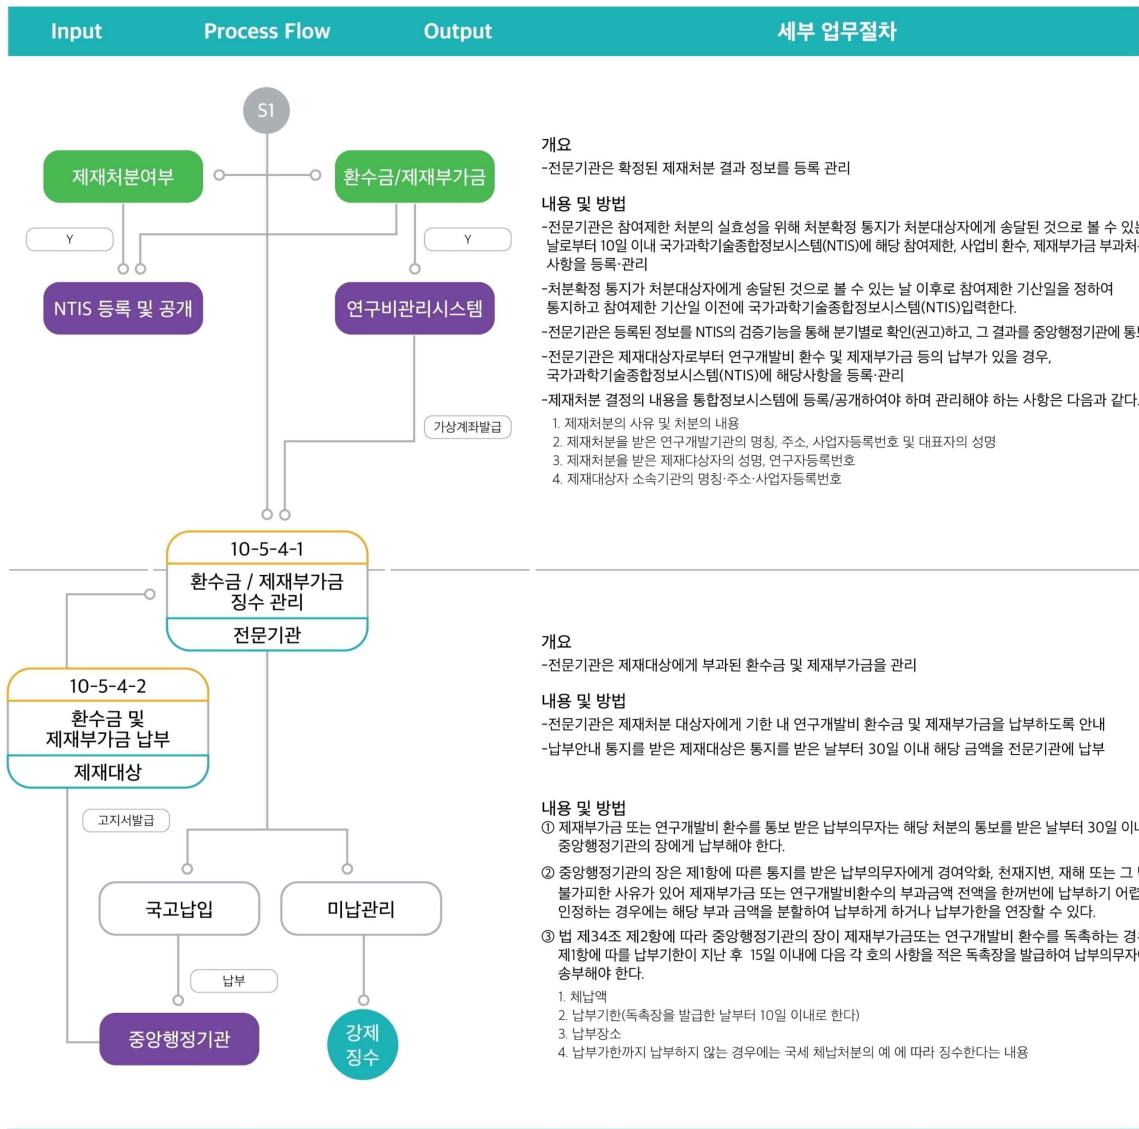 Input
Process Flow
Output
세부 업무절차
S1
제재처분여부
환수금/제재부가금
Y
Y
NTIS 등록 및 공개
연구비관리시스템
가상계좌발급
개요
-전문기관은 확정된 제재처분 결과 정보를 등록 관리
내용 및 방법
-전문기관은 참여제한 처분의 실효성을 위해 처분확정 통지가 처분대상자에게 송달된 것으로 볼 수 있는
날로부터 10일 이내 국가과학기술종합정보시스템(NTIS)에 해당 참여제한, 사업비 환수, 제재부가금 부과처
사항을 등록·관리
-처분확정 통지가 처분대상자에게 송달된 것으로 볼 수 있는 날 이후로 참여제한 기산일을 정하여
통지하고 참여제한 기산일 이전에 국가과학기술종합정보시스템(NTIS)입력한다.
-전문기관은 등록된 정보를 NTIS의 검증기능을 통해 분기별로 확인(권고)하고, 그 결과를 중앙행정기관에 통보
-전문기관은 제재대상자로부터 연구개발비 환수 및 제재부가금 등의 납부가 있을 경우,
국가과학기술종합정보시스템(NTIS)에 해당사항을 등록·관리
-제재처분 결정의 내용을 통합정보시스템에 등록/공개하여야 하며 관리해야 하는 사항은 다음과 같다.
1. 제재처분의 사유 및 처분의 내용
2. 제재처분을 받은 연구개발기관의 명칭, 주소, 사업자등록번호 및 대표자의 성명
3. 제재처분을 받은 제재댜상자의 성명, 연구자등록번호
4. 제재대상자 소속기관의 명칭·주소·사업자등록번호
10-5-4-1
환수금 / 제재부가금
징수 관리
전문기관
10-5-4-2
환수금 및
제재부가금 납부
제재대상
고지서발급
국고납입
미납관리
납부
중앙행정기관
강제
징수
개요
-전문기관은 제재대상에게 부과된 환수금 및 제재부가금을 관리
내용 및 방법
-전문기관은 제재처분 대상자에게 기한 내 연구개발비 환수금 및 제재부가금을 납부하도록 안내
-납부안내 통지를 받은 제재대상은 통지를 받은 날부터 30일 이내 해당 금액을 전문기관에 납부
내용 및 방법
① 제재부가금 또는 연구개발비 환수를 통보 받은 납부의무자는 해당 처분의 통보를 받은 날부터 30일 이내
중앙행정기관의 장에게 납부해야 한다.
② 중앙행정기관의 장은 제1항에 따른 통지를 받은 납부의무자에게 경여악화, 천재지변, 재해 또는 그
불가피한 사유가 있어 제재부가금 또는 연구개발비환수의 부과금액 전액을 한꺼번에 납부하기 어렵
인정하는 경우에는 해당 부과 금액을 분할하여 납부하게 하거나 납부가한을 연장할 수 있다.
③ 법 제34조 제2항에 따라 중앙행정기관의 장이 제재부가금또는 연구개발비 환수를 독촉하는 경우
제1항에 따를 납부기한이 지난 후 15일 이내에 다음 각 호의 사항을 적은 독촉장을 발급하여 납부의무자에
송부해야 한다.
1. 체납액
2. 납부기한(독촉장을 발급한 날부터 10일 이내로 한다)
3. 납부장소
4. 납부가한까지 납부하지 않는 경우에는 국세 체납처분의 예 에 따라 징수한다는 내용